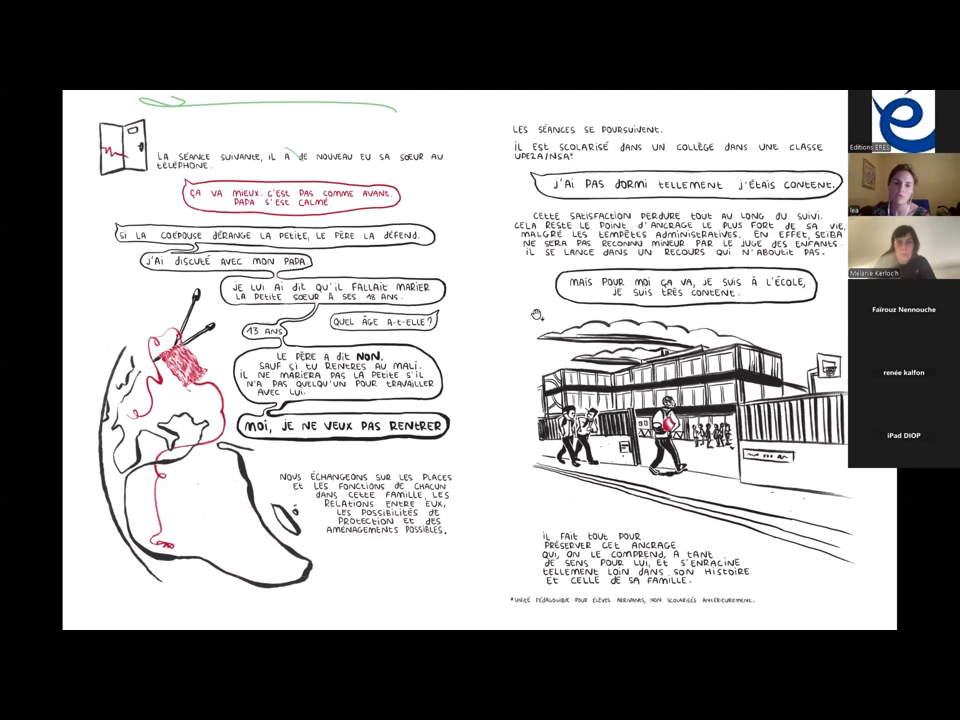 LA SÉANCE SUIVANTE, IL A DE NOUVEAU EU SA SŒUR AU
TÉLÉPHONE.
ÇA VA MIEUX. C'EST PAS COMME AVANT.
PAPA S'EST CALMÉ.
SI LA COÉPOUSE DÉRANGE LA PETITE, LE PÈRE LA DÉFEND.
J'AI DISCUTÉ AVEC MON PAPA.
JE LUI AI DIT QU'IL FALLAIT MARIER
LA PETITE SŒUR À SES 18 ANS.
QUEL ÂGE A-T-ELLE?
13 ANS
LE PÈRE A DIT NON.
SAUF SI TU RENTRES AU MALI.
IL NE MARIERA PAS LA PETITE S'IL
N'A PAS QUELQU'UN POUR TRAVAILLER
AVEC LUI.
MOI, JE NE VEUX PAS RENTRER
NOUS ÉCHANGEONS SUR LES PLACES
ET LES FONCTIONS DE CHACUN
DANS CETTE FAMILLE, LES
RELATIONS ENTRE EUX,
LES POSSIBILITÉS DE
PROTECTION ET DES
AMÉNAGEMENTS POSSIBLES.
LES SÉANCES SE POURSUIVENT.
IL EST SCOLARISÉ DANS UN COLLÈGE DANS UNE CLASSE
UPE2A/NSA*
J'AI PAS DORMI TELLEMENT J'ÉTAIS CONTENT.
CETTE SATISFACTION PERDURE TOUT AU LONG DU SUIVI.
CELA RESTE LE POINT D'ANCRAGE LE PLUS FORT DE SA VIE,
MALGRÉ LES TEMPÊTES ADMINISTRATIVES. EN EFFET, SEÏBA
NE SERA PAS RECONNU MINEUR PAR LE JUGE DES ENFANTS.
IL SE LANCE DANS UN RECOURS QUI N'ABOUTIT PAS.
MAIS POUR MOI ÇA VA, JE SUIS À L'ÉCOLE,
JE SUIS TRÈS CONTENT.
IL FAIT TOUT POUR
PRÉSERVER CET ANCRAGE
QUI, ON LE COMPREND, A TANT
DE SENS POUR LUI, ET S'ENRACINE
TELLEMENT LOIN DANS SON HISTOIRE
ET CELLE DE SA FAMILLE.
*UNITÉ PÉDAGOGIQUE POUR ÉLÈVES ARRIVANTS, NON SCOLARISÉS ANTÉRIEUREMENT.
é
Editions ERES
lea
Mélanie Kerloc'h
Faïrouz Nennouche
renée kalfon
iPad DIOP